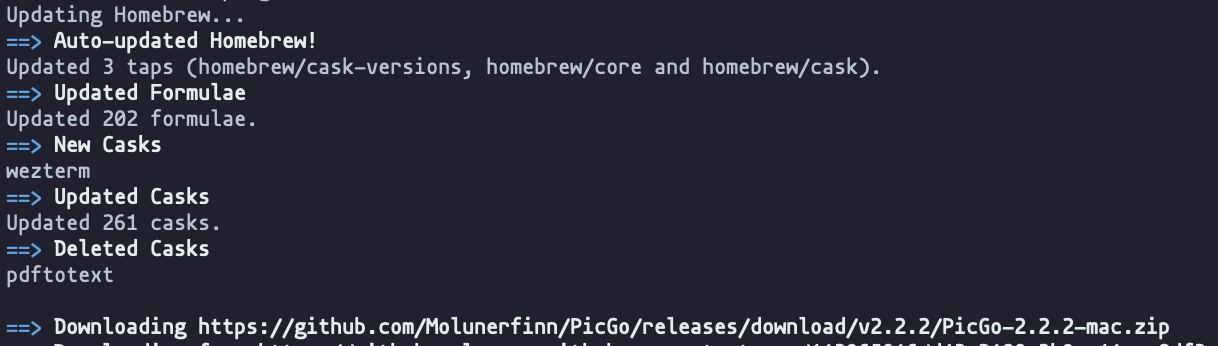 Updating Homebrew...
==> Auto-updated Homebrew!
Updated 3 taps (homebrew/cask-versions, homebrew/core and homebrew/cask).
==> Updated Formulae
Updated 202 formulae.
==> New Casks
wezterm
==> Updated Casks
Updated 261 casks.
==> Deleted Casks
pdftotext
==> Downloading https://github.com/Molunerfinn/PicGo/releases/download/v2.2.2/PicGo-2.2.2-mac.zip